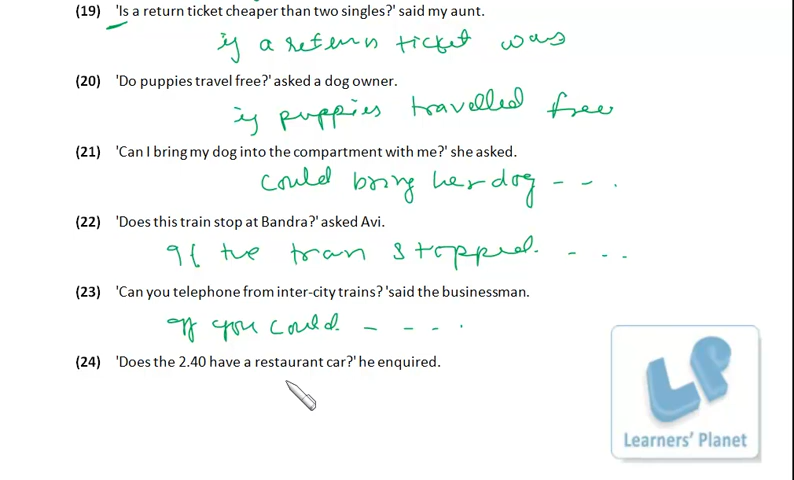 (19) 'Is a return ticket cheaper than two singles?' said my aunt.
if a return ticket was
(20) 'Do puppies travel free?' asked a dog owner.
if puppies travelled free
(21) 'Can I bring my dog into the compartment with me?' she asked.
could bring her dog - - .
(22) 'Does this train stop at Bandra?' asked Avi.
if the tran stopped. - . .
(23) 'Can you telephone from inter-city trains? 'said the businessman.
if you could - - - .
(24) 'Does the 2.40 have a restaurant car?' he enquired.
LP
Learners' Planet